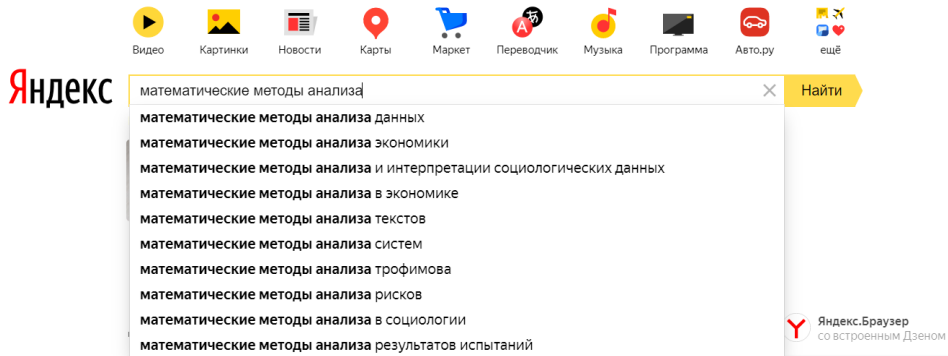 Видео Картинки Новости Карты Маркет Переводчик Музыка Программа Авто.ру ещё
Яндекс математические методы анализа Найти
математические методы анализа данных
математические методы анализа экономики
математические методы анализа и интерпретации социологических данных
математические методы анализа в экономике
математические методы анализа текстов
математические методы анализа систем
математические методы анализа трофимова
математические методы анализа рисков
математические методы анализа в социологии
математические методы анализа результатов испытаний
Яндекс.Браузер
со встроенным Дзеном